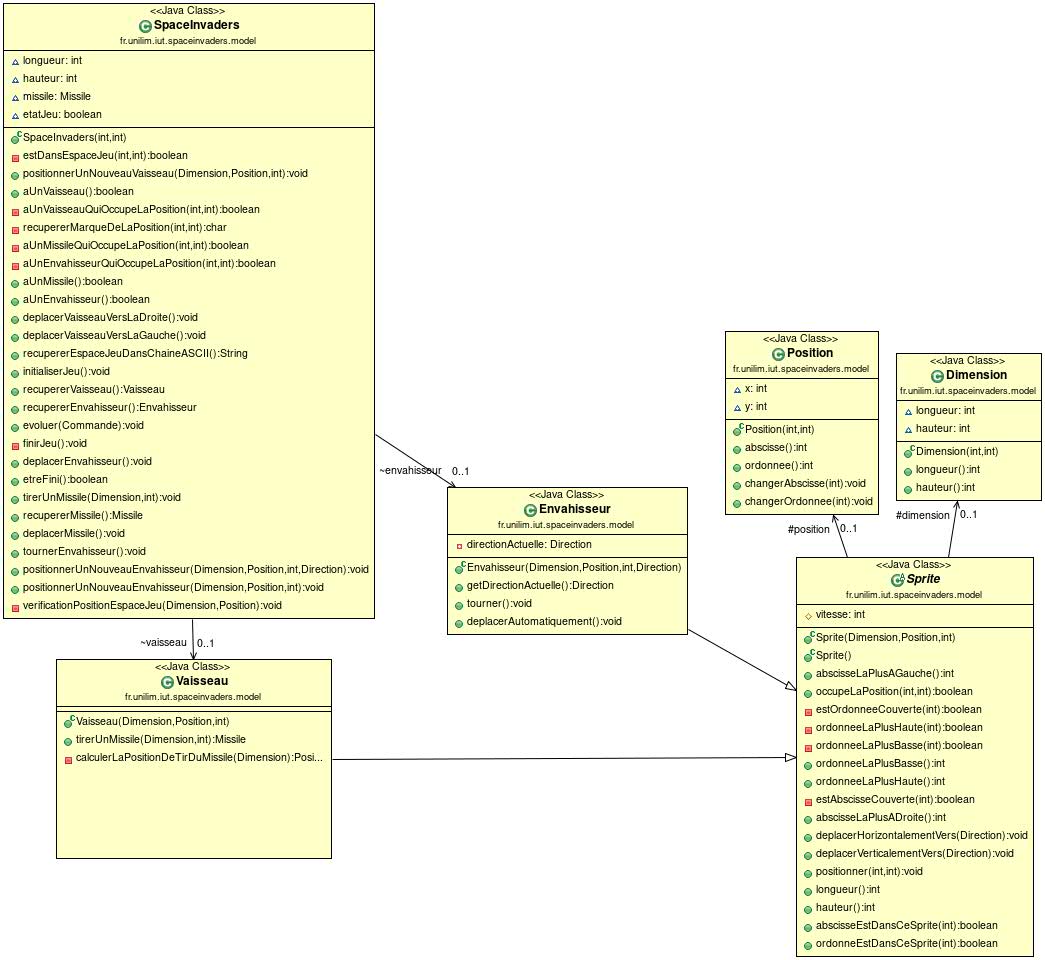 <<Java Class>>
SpaceInvaders
fr.unilim.iut.spaceinvaders.model
longueur: int
hauteur: int
missile: Missile
etatJeu: boolean
SpaceInvaders(int,int)
estDansEspaceJeu(int,int):boolean
positionnerUnNouveauVaisseau(Dimension,Position,int):void
aUnVaisseau():boolean
aUnVaisseauQuiOccupeLaPosition(int,int):boolean
recupererMarqueDeLaPosition(int,int):char
aUnMissileQuiOccupeLaPosition(int,int):boolean
aUnEnvahisseurQuiOccupeLaPosition(int,int):boolean
aUnMissile():boolean
aUnEnvahisseur():boolean
deplacerVaisseauVersLaDroite():void
deplacerVaisseauVersLaGauche():void
recupererEspaceJeuDansChaineASCII():String
initialiserJeu():void
recupererVaisseau():Vaisseau
recupererEnvahisseur():Envahisseur
evoluer(Commande):void
finirJeu():void
deplacerEnvahisseur():void
etreFini():boolean
tirerUnMissile(Dimension,int):void
recupererMissile():Missile
deplacerMissile():void
tournerEnvahisseur():void
positionnerUnNouveauEnvahisseur(Dimension,Position,int,Direction):void
positionnerUnNouveauEnvahisseur(Dimension,Position,int):void
verificationPositionEspaceJeu(Dimension,Position):void
~envahisseur 0..1
~vaisseau 0..1
<<Java Class>>
Vaisseau
fr.unilim.iut.spaceinvaders.model
Vaisseau(Dimension,Position,int)
tirerUnMissile(Dimension,int):Missile
calculerLaPositionDeTirDuMissile(Dimension):Posi...
<<Java Class>>
Envahisseur
fr.unilim.iut.spaceinvaders.model
directionActuelle: Direction
Envahisseur(Dimension,Position,int,Direction)
getDirectionActuelle():Direction
tourner():void
deplacerAutomatiquement():void
<<Java Class>>
Position
fr.unilim.iut.spaceinvaders.model
x: int
y: int
Position(int,int)
abscisse():int
ordonnee():int
changerAbscisse(int):void
changerOrdonnee(int):void
<<Java Class>>
Dimension
fr.unilim.iut.spaceinvaders.model
longueur: int
hauteur: int
Dimension(int,int)
longueur():int
hauteur():int
#position 0..1
#dimension 0..1
<<Java Class>>
Sprite
fr.unilim.iut.spaceinvaders.model
vitesse: int
Sprite(Dimension,Position,int)
Sprite()
abscisseLaPlusAGauche():int
occupeLaPosition(int,int):boolean
estOrdonneeCouverte(int):boolean
ordonneeLaPlusHaute(int):boolean
ordonneeLaPlusBasse(int):boolean
ordonneeLaPlusBasse():int
ordonneeLaPlusHaute():int
estAbscisseCouverte(int):boolean
abscisseLaPlusADroite():int
deplacerHorizontalementVers(Direction):void
deplacerVerticalementVers(Direction):void
positionner(int,int):void
longueur():int
hauteur():int
abscisseEstDansCeSprite(int):boolean
ordonneEstDansCeSprite(int):boolean